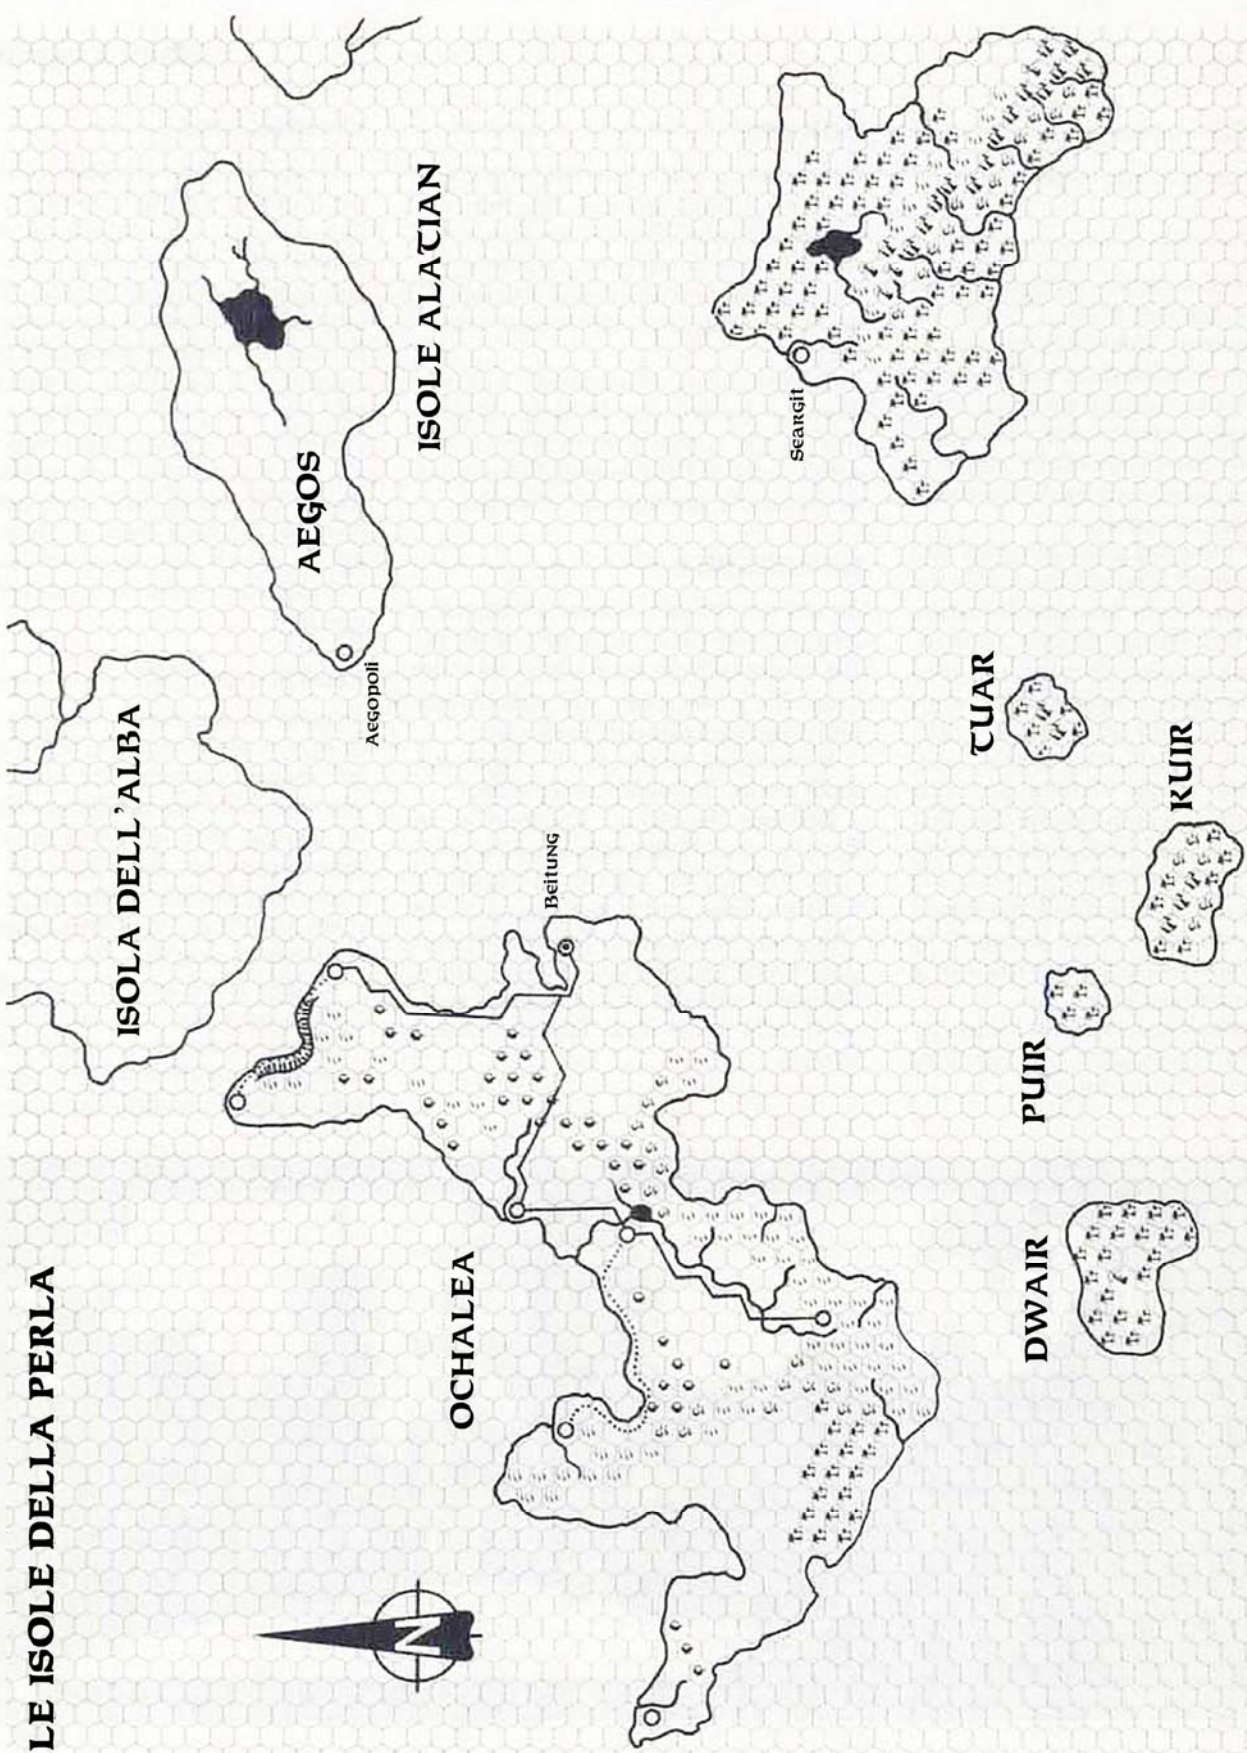 LE ISOLE DELLA PERLA
ISOLA DELL'ALBA
AEGOS
Aegopoli
ISOLE ALATIAN
N
OCHALEA
Beitung
Seargit
TUAR
DWAIR
PUIR
KUIR